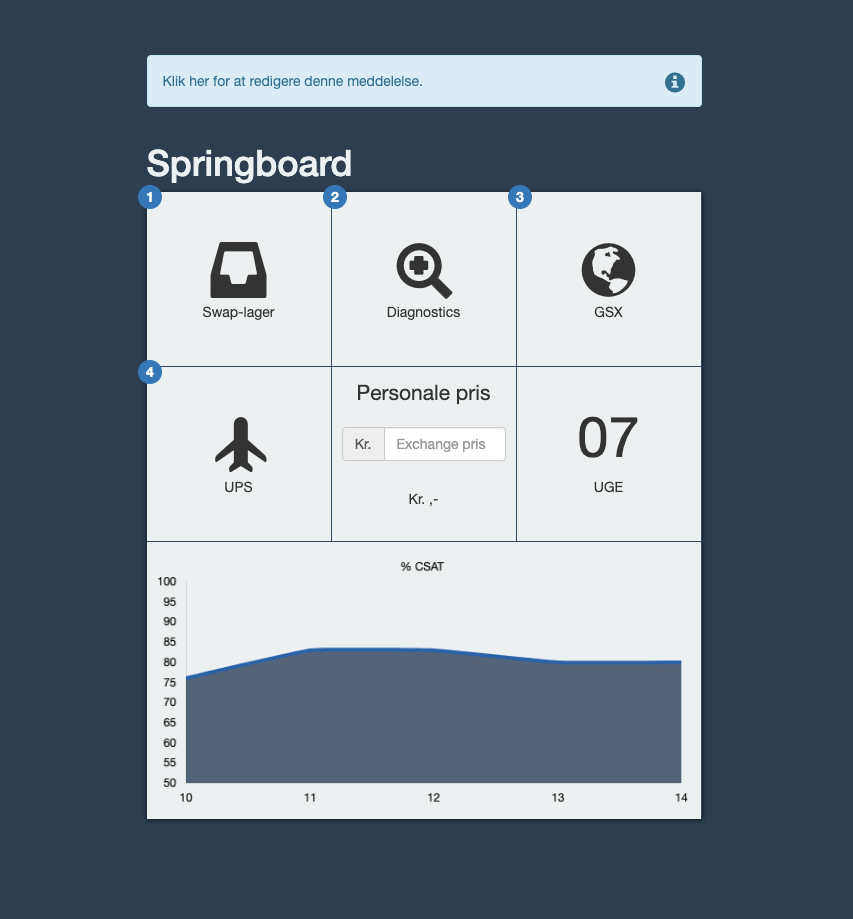 Klik her for at redigere denne meddelelse.
Springboard
1
2
3
Swap-lager
Diagnostics
GSX
4
Personale pris
Kr.
Exchange pris
07
UPS
Kr. ,-
UGE
% CSAT
100
95
90
85
80
75
70
65
60
55
50
10
11
12
13
14